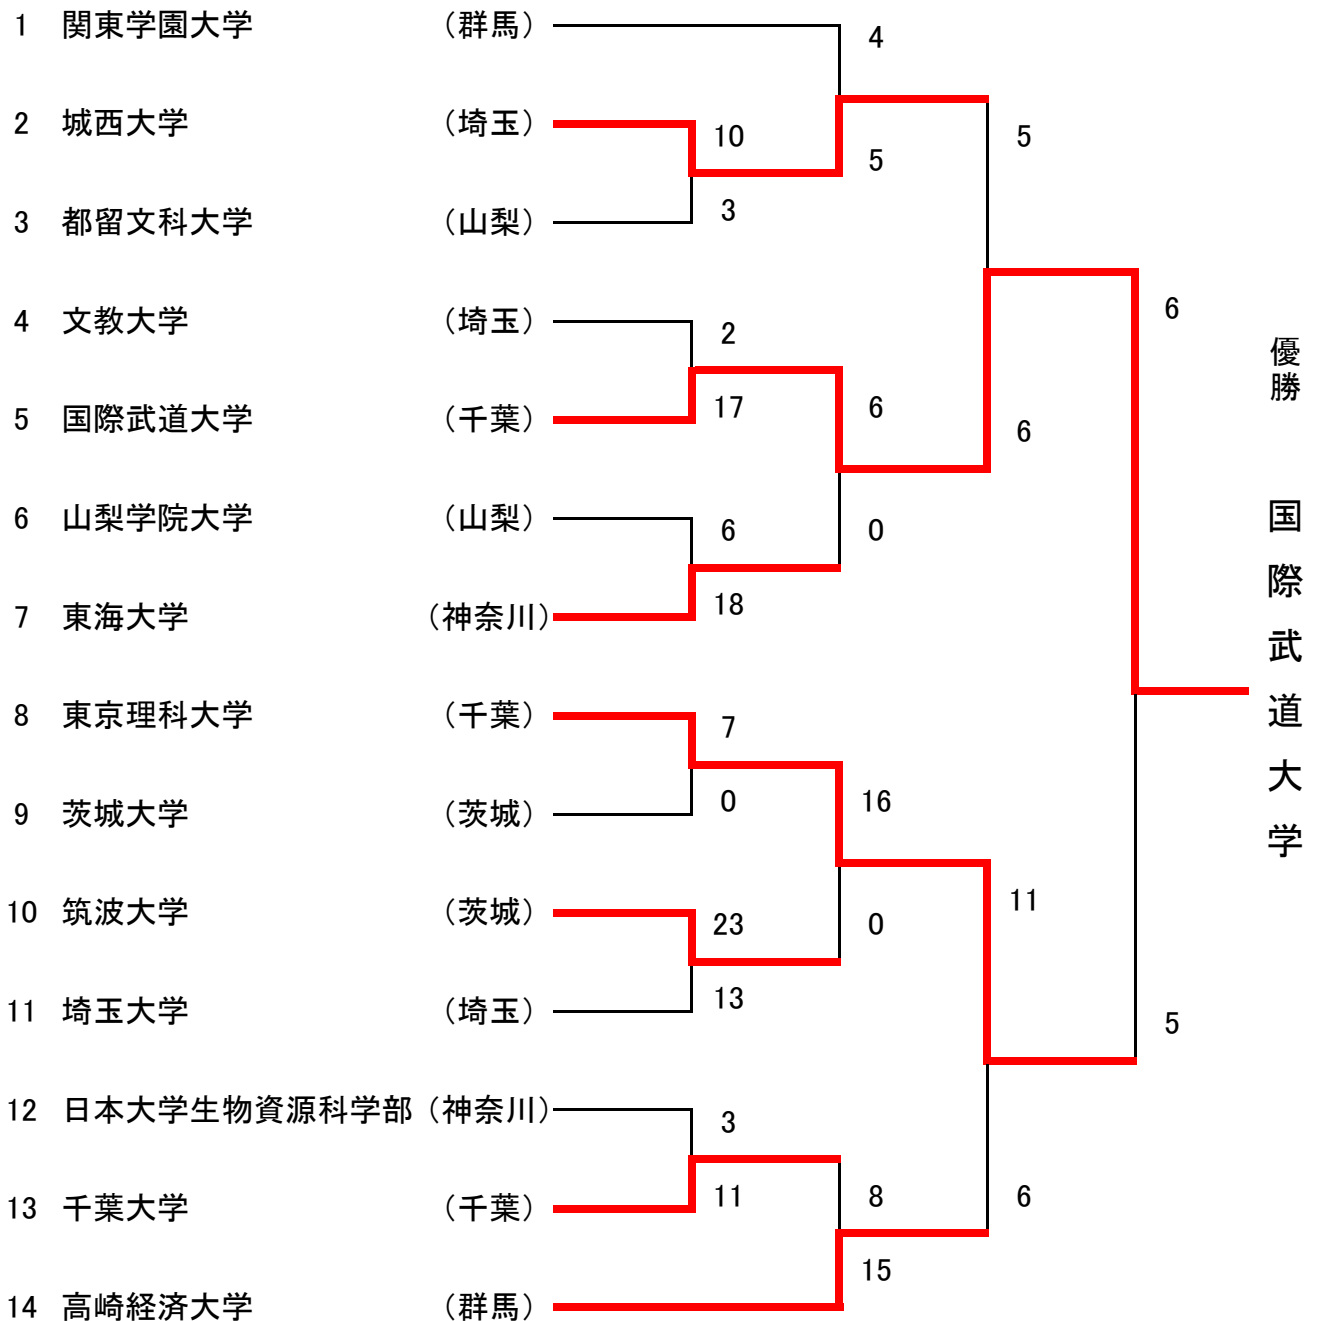 1 関東学園大学 （群馬）
4
2 城西大学 （埼玉）
10
5
5
3 都留文科大学 （山梨）
3
6
4 文教大学 （埼玉）
2
5 国際武道大学 （千葉）
17
6
6
6 山梨学院大学 （山梨）
6
0
7 東海大学 （神奈川）
18
8 東京理科大学 （千葉）
7
9 茨城大学 （茨城）
0
16
11
10 筑波大学 （茨城）
23
0
11 埼玉大学 （埼玉）
13
5
12 日本大学生物資源科学部 （神奈川）
3
13 千葉大学 （千葉）
11
8
6
15
14 高崎経済大学 （群馬）
優勝
国際武道大学